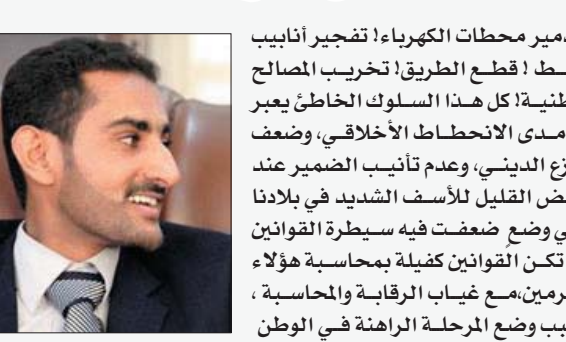 مير محطات الكهرباء! تفجير أنابيب
ـط ! قطع الطريق! تخريب المصالح
طنية! كل هذا السلوك الخاطئ يعبر
مدى الانحطاط الأخلاقي، وضعف
زع الديني، وعدم تأنيب الضمير عند
ض القليل للأسف الشديد في بلادنا
ي وضعٍ ضعفت فيه سيطرة القوانين
تكن القوانين كفيلة بمحاسبة هؤلاء
رمين،مع غياب الرقابة والمحاسبة ،
بب وضع المرحلة الراهنة في الوطن